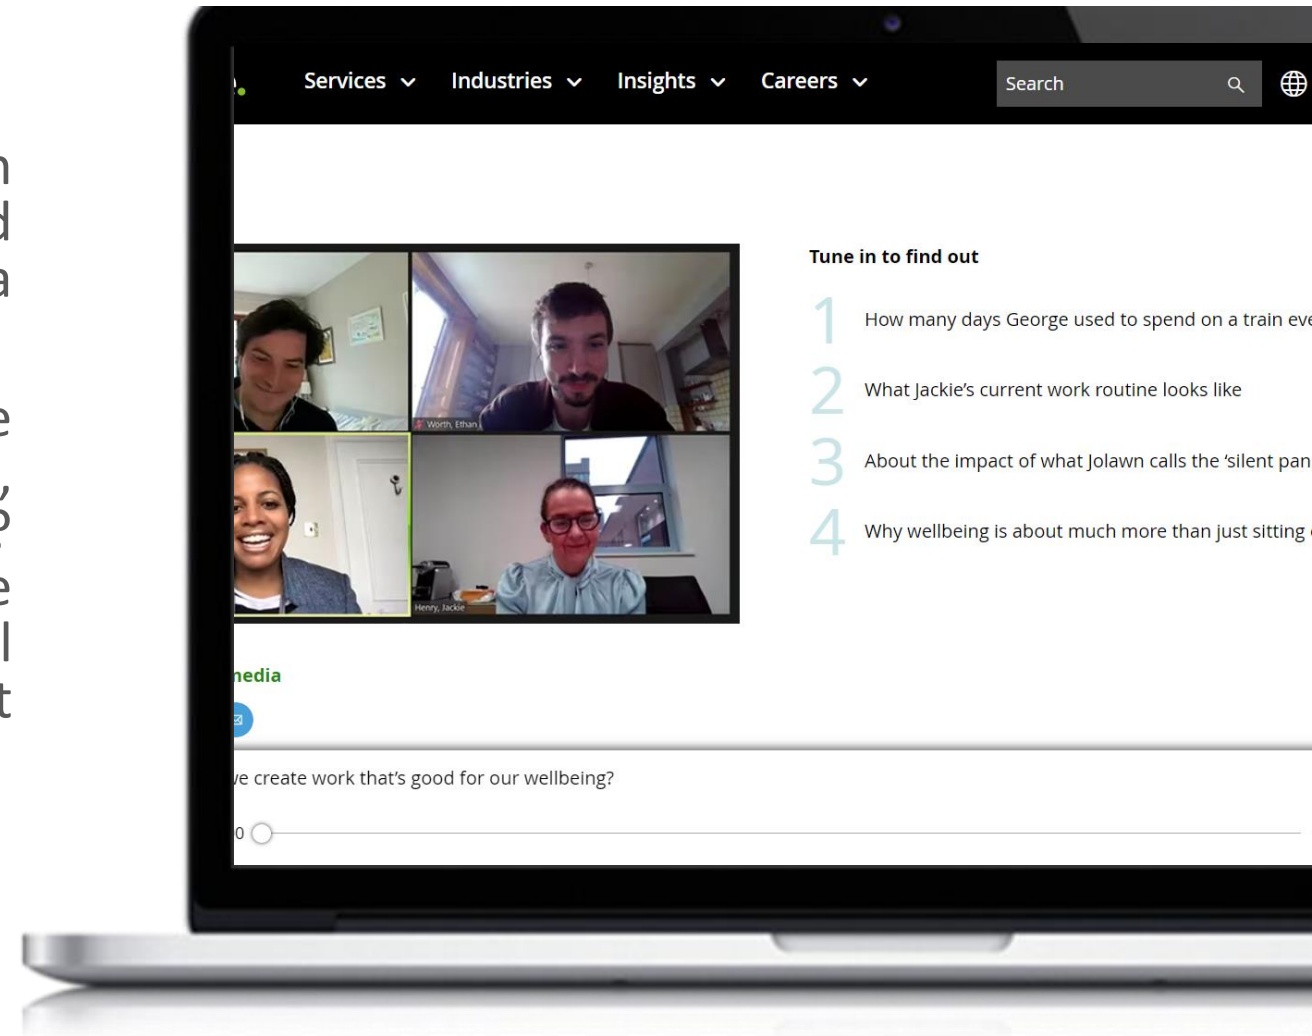 Services
Industries
Insights
Careers
Search
Tune in to find out
1 How many days George used to spend on a train eve
2 What Jackie's current work routine looks like
3 About the impact of what Jolawn calls the 'silent pan
4 Why wellbeing is about much more than just sitting
Worth, Ethan
Henry, Jackie
media
we create work that's good for our wellbeing?